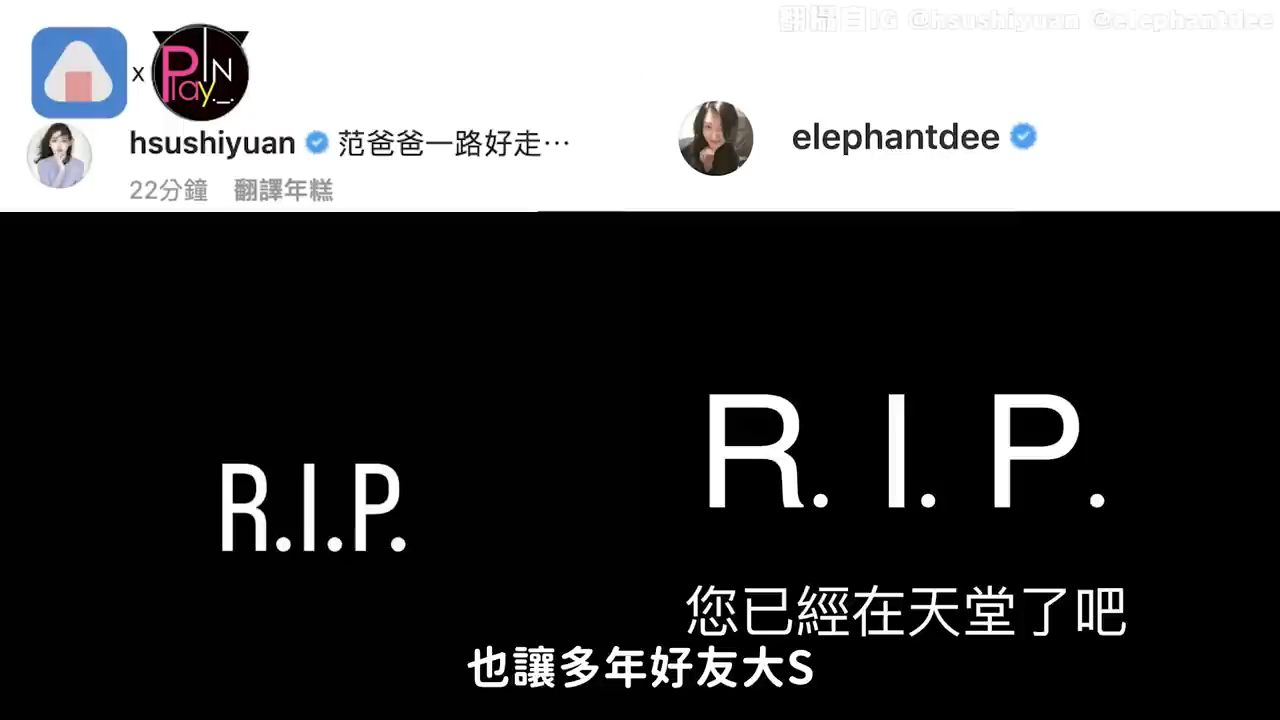 翻攝自IG @hsushiyuan @elephantdee
x
PlayIN._.
hsushiyuan 范爸爸一路好走…
22分鐘 翻譯年糕
elephantdee
R.I.P.
R. I. P.
您已經在天堂了吧
也讓多年好友大S